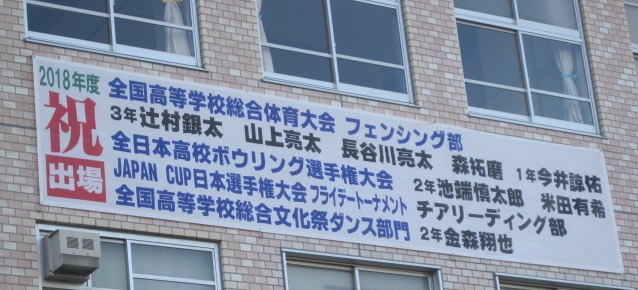 2018年度
祝
出場
全国高等学校総合体育大会 フェンシング部
3年辻村銀太 山上亮太 長谷川亮太 森拓磨 1年今井諄佑
全日本高校ボウリング選手権大会 2年池端慎太郎 米田有希
JAPAN CUP日本選手権大会フライデートーナメント チアリーディング部
全国高等学校総合文化祭ダンス部門 2年金森翔也